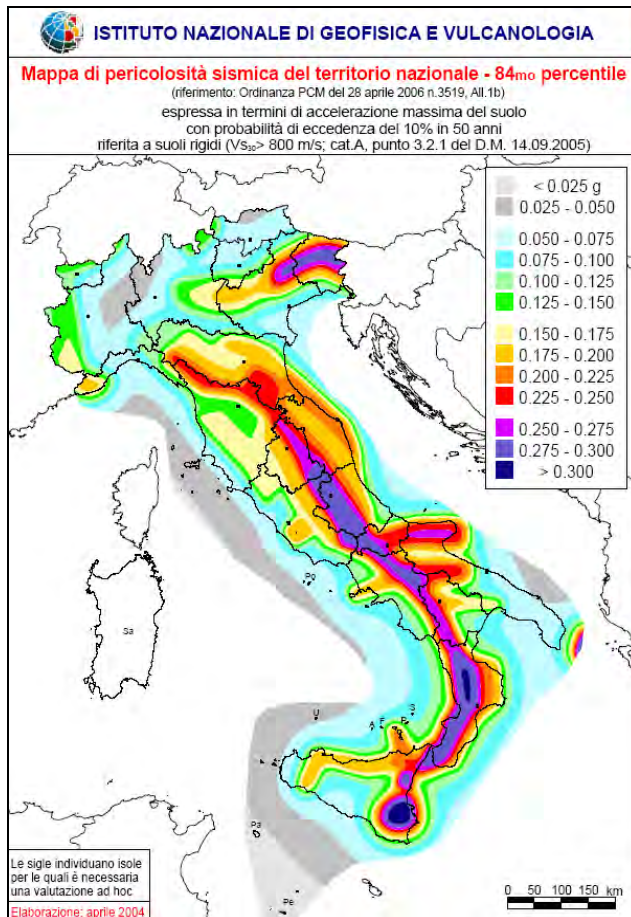 ISTITUTO NAZIONALE DI GEOFISICA E VULCANOLOGIA
Mappa di pericolosità sismica del territorio nazionale - 84mo percentile
(riferimento: Ordinanza PCM del 28 aprile 2006 n.3519, All.1b)
espressa in termini di accelerazione massima del suolo
con probabilità di eccedenza del 10% in 50 anni
riferita a suoli rigidi (Vs30> 800 m/s; cat.A, punto 3.2.1 del D.M. 14.09.2005)
< 0.025 g
0.025 - 0.050
0.050 - 0.075
0.075 - 0.100
0.100 - 0.125
0.125 - 0.150
0.150 - 0.175
0.175 - 0.200
0.200 - 0.225
0.225 - 0.250
0.250 - 0.275
0.275 - 0.300
> 0.300
Po
Sa
U
S
A F P
Pa
Pe
Le sigle individuano isole
per le quali è necessaria
una valutazione ad hoc
Elaborazione: aprile 2004
0 50 100 150 km